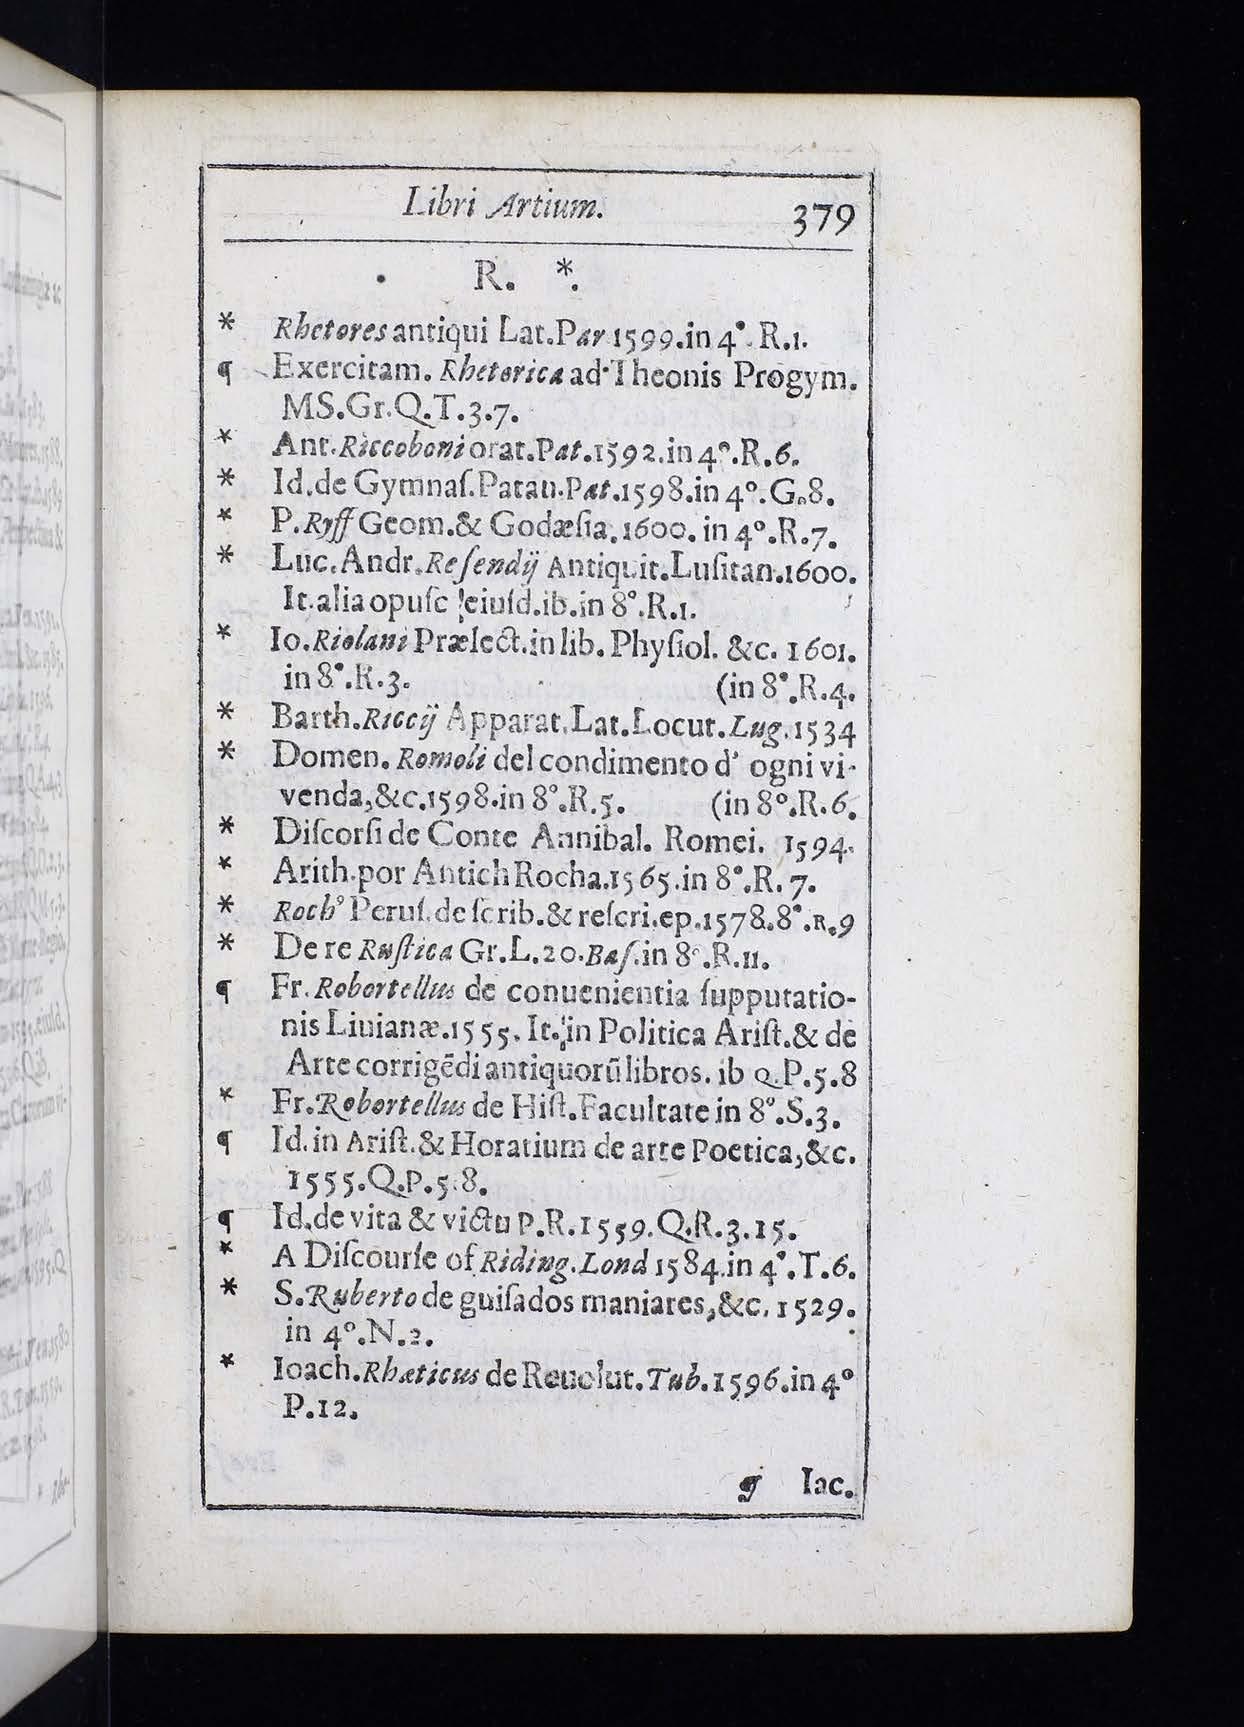 Libri Artium. 379
R. *.
* Rhetores antiqui Lat.Par 1599.in 4°. R.1.
¶ Exercitam. Rhetorica ad Theonis Progym.
MS.Gr.Q.T.3.7.
* Ant.Riccoboni orat.Pat.1592.in 4°.R.6.
* Id.de Gymnaſ.Patau.Pat.1598.in 4°.G.8.
* P.Ryff Geom.& Godæſia.1600. in 4°.R.7.
* Luc.Andr.Reſendij Antiquit.Luſitan.1600.
It.alia opuſc eiuſd.ib.in 8°.R.1.
* Io.Riolani Prælect.in lib. Phyſiol. &c. 1601.
in 8°.R.3. (in 8°.R.4.
* Barth.Riccij Apparat.Lat.Locut.Lug.1534
* Domen. Romoli del condimento d' ogni vi-
venda,&c.1598.in 8°.R.5. (in 8°.R.6.
* Diſcorſi de Conte Annibal. Romei. 1594.
* Arith.por Antich Rocha.1565.in 8°.R.7.
* Roch⁹ Peruſ.de ſcrib.& reſcri.ep.1578.8°.R.9
* De re Ruſtica Gr.L.20.Baſ.in 8°.R.11.
¶ Fr.Robortellus de conuenientia ſupputatio-
nis Liuianæ.1555. It. in Politica Ariſt.& de
Arte corrigēdi antiquorū libros. ib Q.P.5.8
* Fr.Robortellus de Hiſt.Facultate in 8°.S.3.
¶ Id.in Ariſt.& Horatium de arte Poetica,&c.
1555.Q.P.5.8.
¶ Id.de vita & victu P.R.1559.Q.R.3.15.
* A Diſcourſe of Riding.Lond 1584.in 4°.T.6.
* S.Ruberto de guiſados maniares,&c.1529.
in 4°.N.2.
* Ioach.Rhæticus de Reuolut.Tub.1596.in 4°
P.12.
¶ Iac.